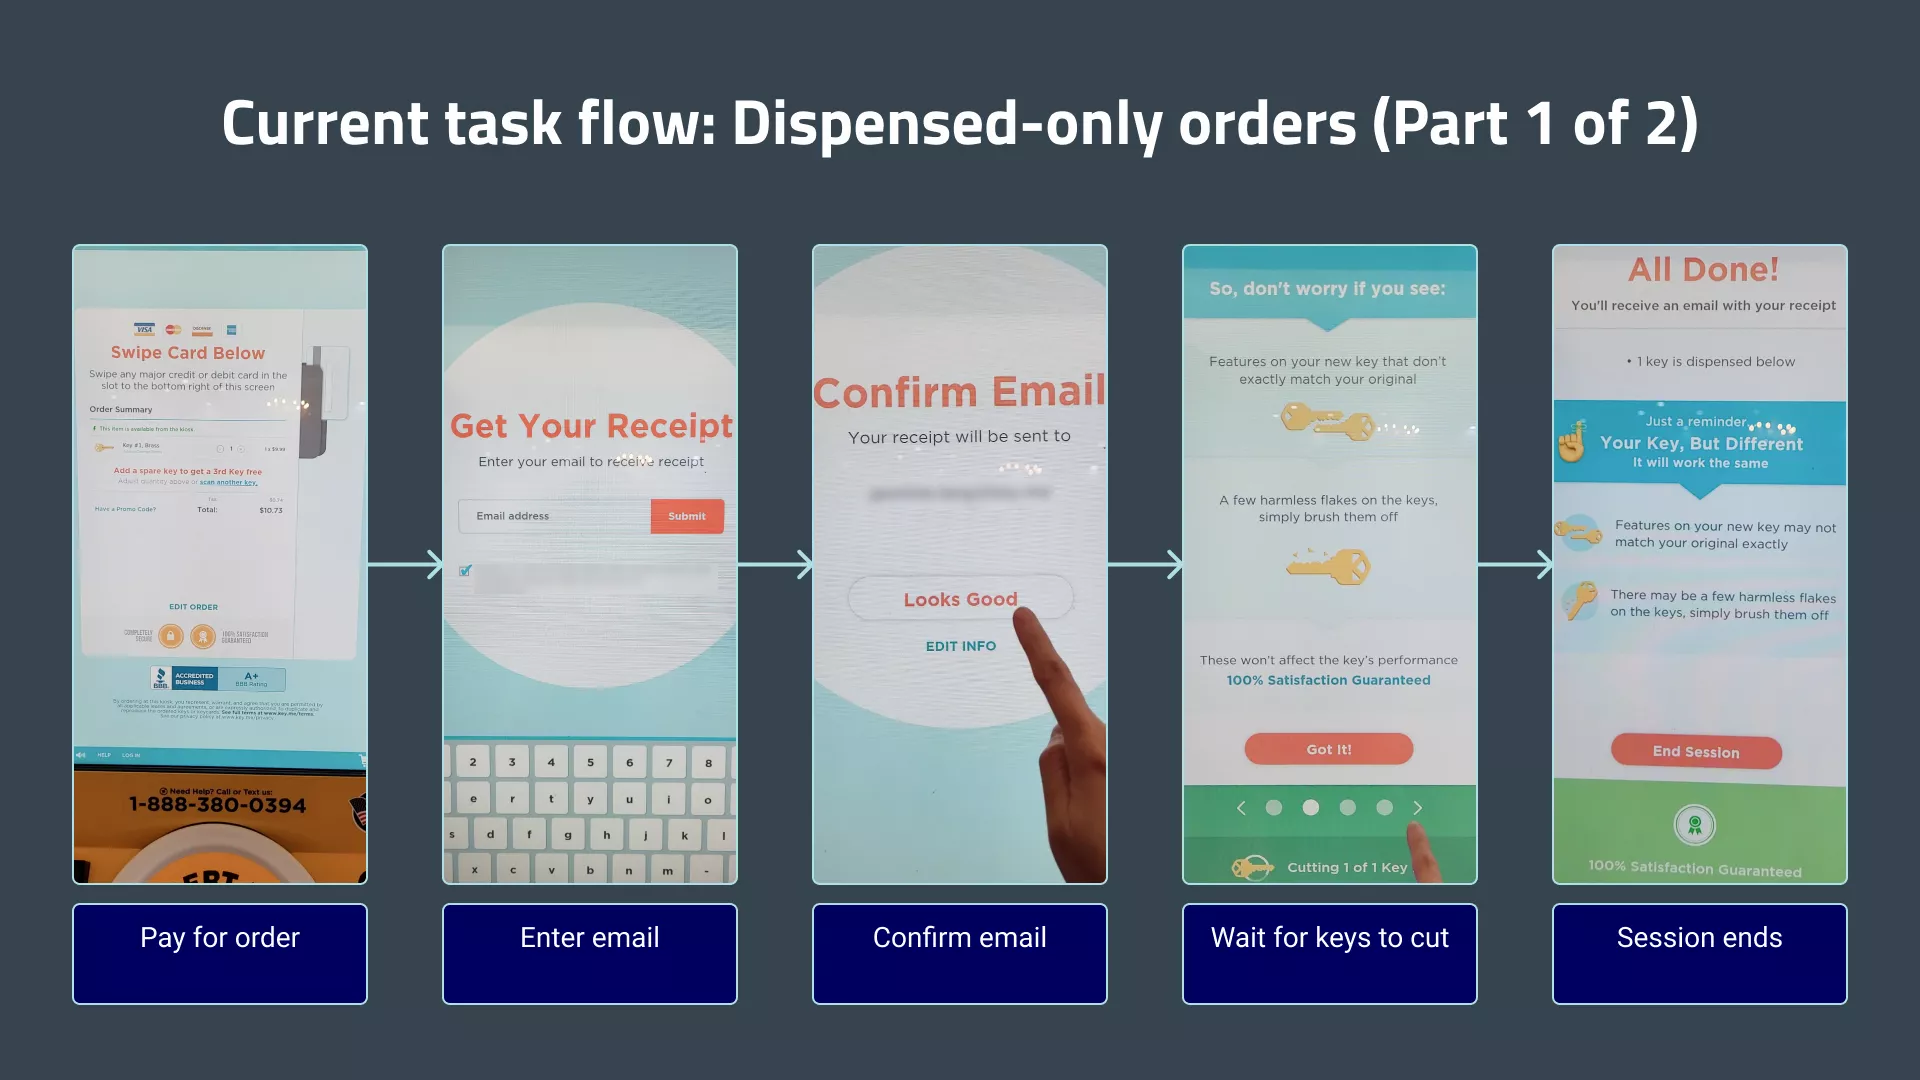 Current task flow: Dispensed-only orders (Part 1 of 2)
VISA
DISCOVER
Swipe Card Below
Swipe any major credit or debit card in the
slot to the bottom right of this screen
Order Summary
This item is available from the kiosk
Key #1, Brass
1
1 x $9.99
Add a spare key to get a 3rd Key free
Adjust quantity above or scan another key.
Tax
$0.74
Have a Promo Code?
Total:
$10.73
EDIT ORDER
COMPLETELY
SECURE
100% SATISFACTION
GUARANTEED
BBB
ACCREDITED
BUSINESS
A+
BBB Rating
HELP
LOG IN
Need Help? Call or Text us:
1-888-380-0394
Pay for order
Get Your Receipt
Enter your email to receive receipt
Email address
Submit
2 3 4 5 6 7 8
e r t y u i o
s d f g h j k l
x c v b n m -
Enter email
Confirm Email
Your receipt will be sent to
Looks Good
EDIT INFO
Confirm email
So, don't worry if you see:
Features on your new key that don't
exactly match your original
A few harmless flakes on the keys,
simply brush them off
These won't affect the key's performance
100% Satisfaction Guaranteed
Got It!
Cutting 1 of 1 Key
Wait for keys to cut
All Done!
You'll receive an email with your receipt
• 1 key is dispensed below
Just a reminder,
Your Key, But Different
It will work the same
Features on your new key may not
match your original exactly
There may be a few harmless flakes
on the keys, simply brush them off
End Session
100% Satisfaction Guaranteed
Session ends